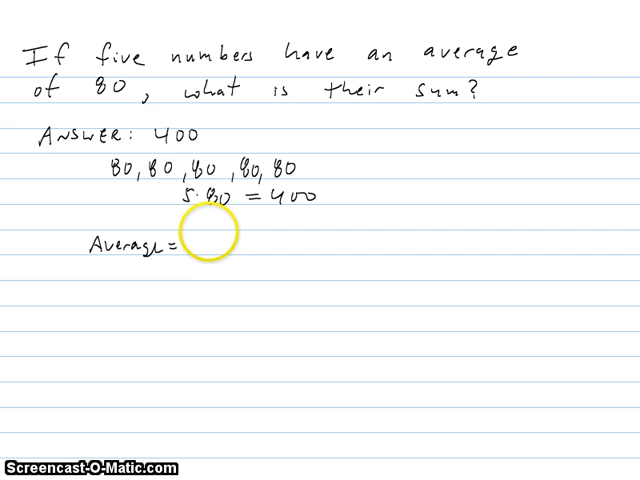 If five numbers have an average
of 80, what is their sum?
ANSWER: 400
80, 80, 80, 80, 80
5·80 = 400
Average =
Screencast-O-Matic.com